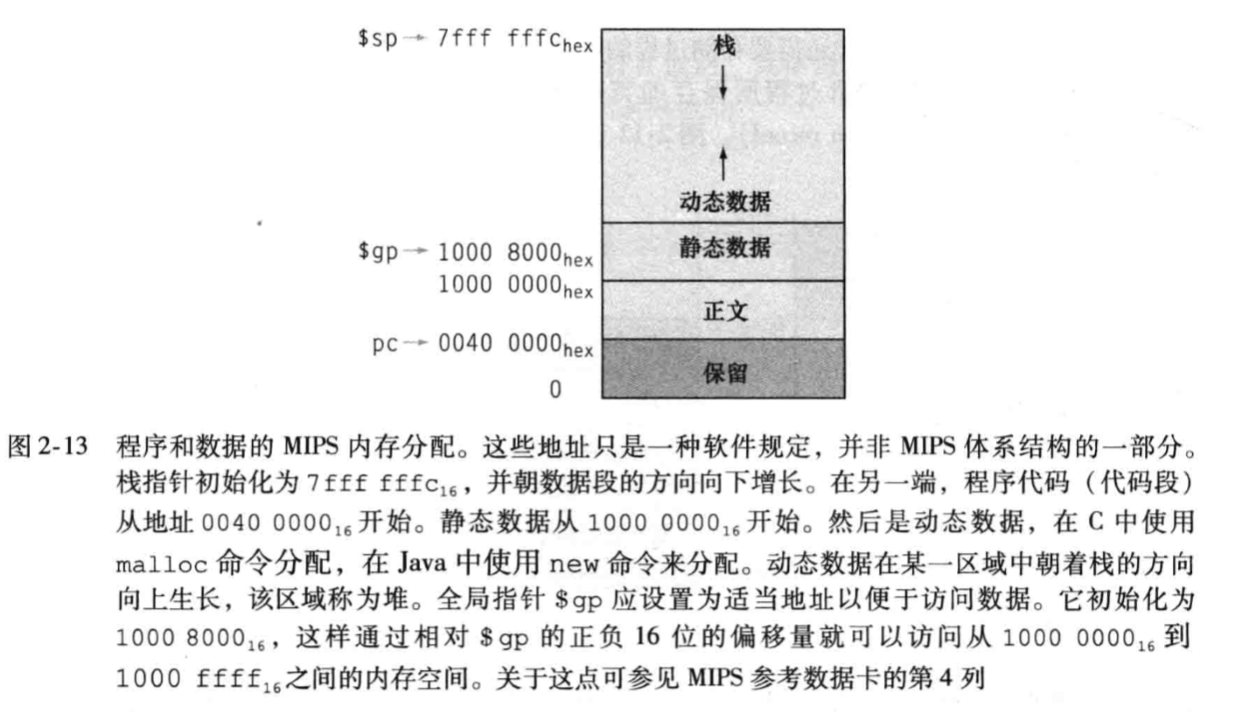 $sp→ 7fff fffc hex
栈
动态数据
$gp→ 1000 8000 hex
静态数据
1000 0000 hex
正文
pc→ 0040 0000 hex
保留
0
图 2-13 程序和数据的 MIPS 内存分配。这些地址只是一种软件规定，并非 MIPS 体系结构的一部分。
栈指针初始化为 7fff fffc₁₆，并朝数据段的方向向下增长。在另一端，程序代码（代码段）
从地址 0040 0000₁₆ 开始。静态数据从 1000 0000₁₆ 开始。然后是动态数据，在 C 中使用
malloc 命令分配，在 Java 中使用 new 命令来分配。动态数据在某一区域中朝着栈的方向
向上生长，该区域称为堆。全局指针 $gp 应设置为适当地址以便于访问数据。它初始化为
1000 8000₁₆，这样通过相对 $gp 的正负 16 位的偏移量就可以访问从 1000 0000₁₆ 到
1000 ffff₁₆之间的内存空间。关于这点可参见 MIPS 参考数据卡的第 4 列